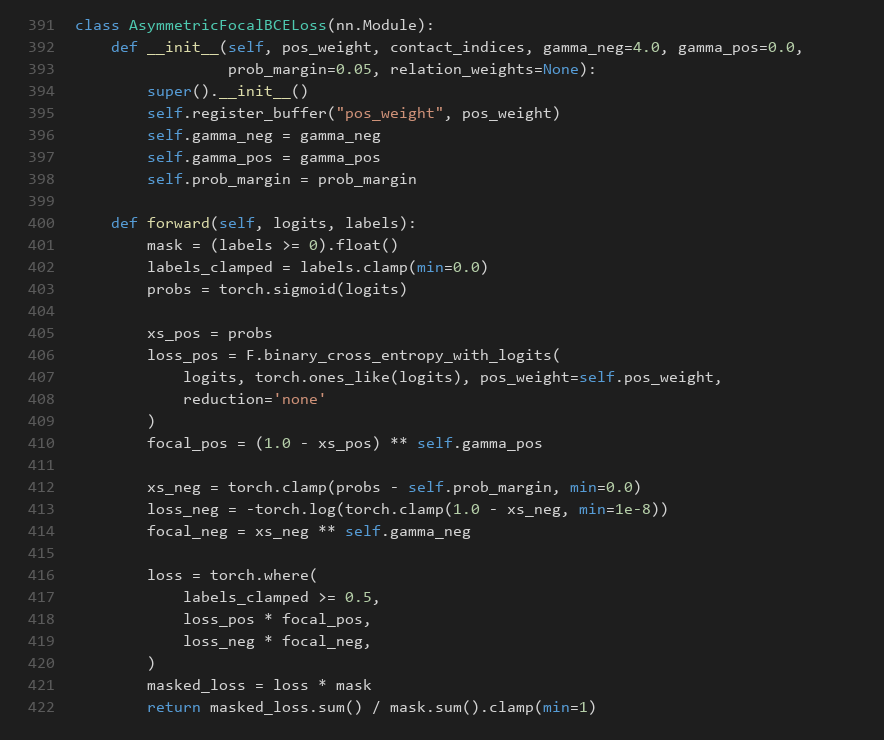 391 class AsymmetricFocalBCELoss(nn.Module):
392     def __init__(self, pos_weight, contact_indices, gamma_neg=4.0, gamma_pos=0.0,
393                  prob_margin=0.05, relation_weights=None):
394         super().__init__()
395         self.register_buffer("pos_weight", pos_weight)
396         self.gamma_neg = gamma_neg
397         self.gamma_pos = gamma_pos
398         self.prob_margin = prob_margin
399
400     def forward(self, logits, labels):
401         mask = (labels >= 0).float()
402         labels_clamped = labels.clamp(min=0.0)
403         probs = torch.sigmoid(logits)
404
405         xs_pos = probs
406         loss_pos = F.binary_cross_entropy_with_logits(
407             logits, torch.ones_like(logits), pos_weight=self.pos_weight,
408             reduction='none'
409         )
410         focal_pos = (1.0 - xs_pos) ** self.gamma_pos
411
412         xs_neg = torch.clamp(probs - self.prob_margin, min=0.0)
413         loss_neg = -torch.log(torch.clamp(1.0 - xs_neg, min=1e-8))
414         focal_neg = xs_neg ** self.gamma_neg
415
416         loss = torch.where(
417             labels_clamped >= 0.5,
418             loss_pos * focal_pos,
419             loss_neg * focal_neg,
420         )
421         masked_loss = loss * mask
422         return masked_loss.sum() / mask.sum().clamp(min=1)